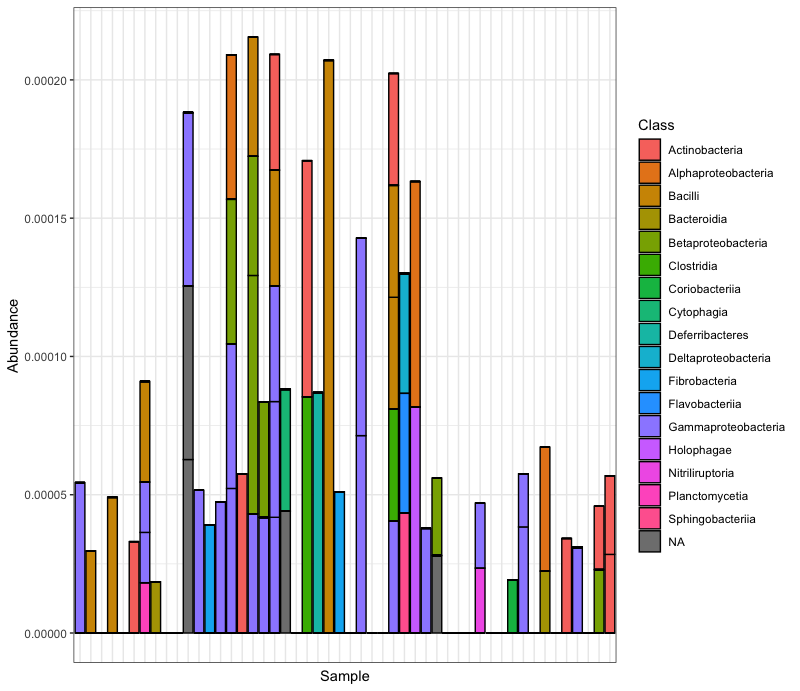 0.00020
0.00015
0.00010
0.00005
0.00000
Abundance
Sample
Class
Actinobacteria
Alphaproteobacteria
Bacilli
Bacteroidia
Betaproteobacteria
Clostridia
Coriobacteriia
Cytophagia
Deferribacteres
Deltaproteobacteria
Fibrobacteria
Flavobacteriia
Gammaproteobacteria
Holophagae
Nitriliruptoria
Planctomycetia
Sphingobacteriia
NA